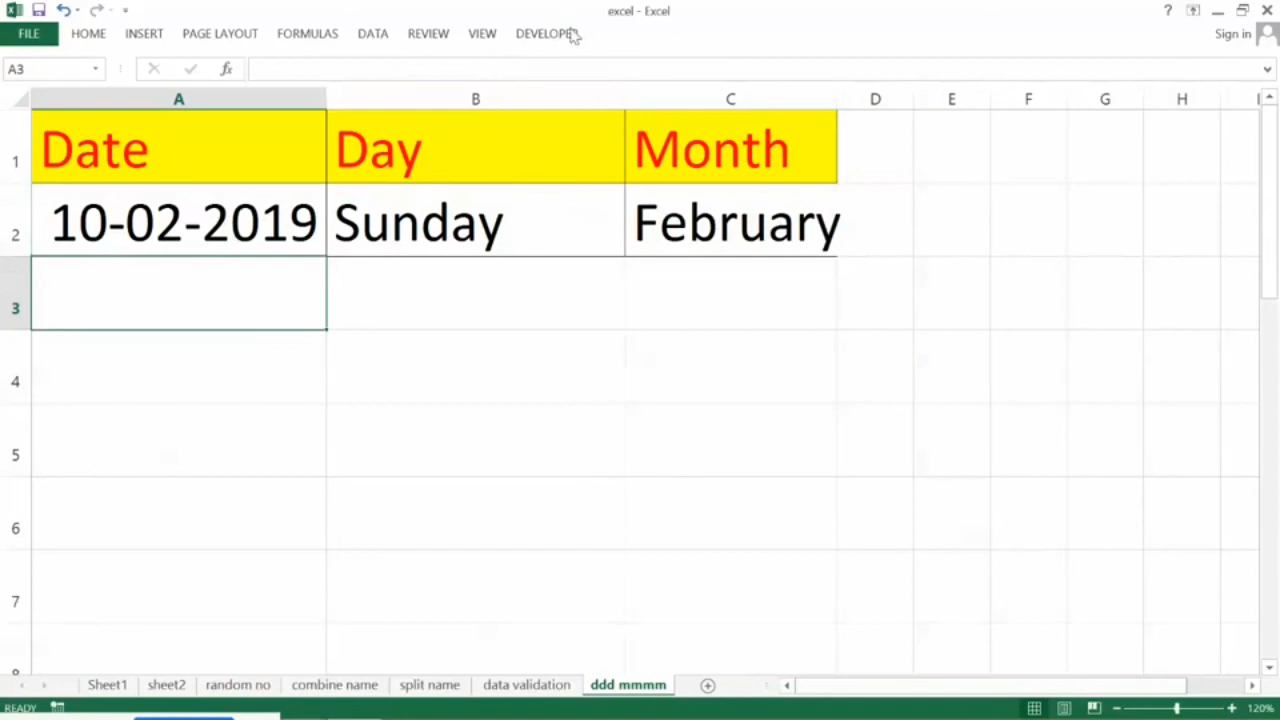 excel - Excel
?
FILE HOME INSERT PAGE LAYOUT FORMULAS DATA REVIEW VIEW DEVELOPER Sign in
A3 fx
A B C D E F G H I
1 Date Day Month
2 10-02-2019 Sunday February
3
4
5
6
7
8
Sheet1 sheet2 random no combine name split name data validation ddd mmmm
READY 120%